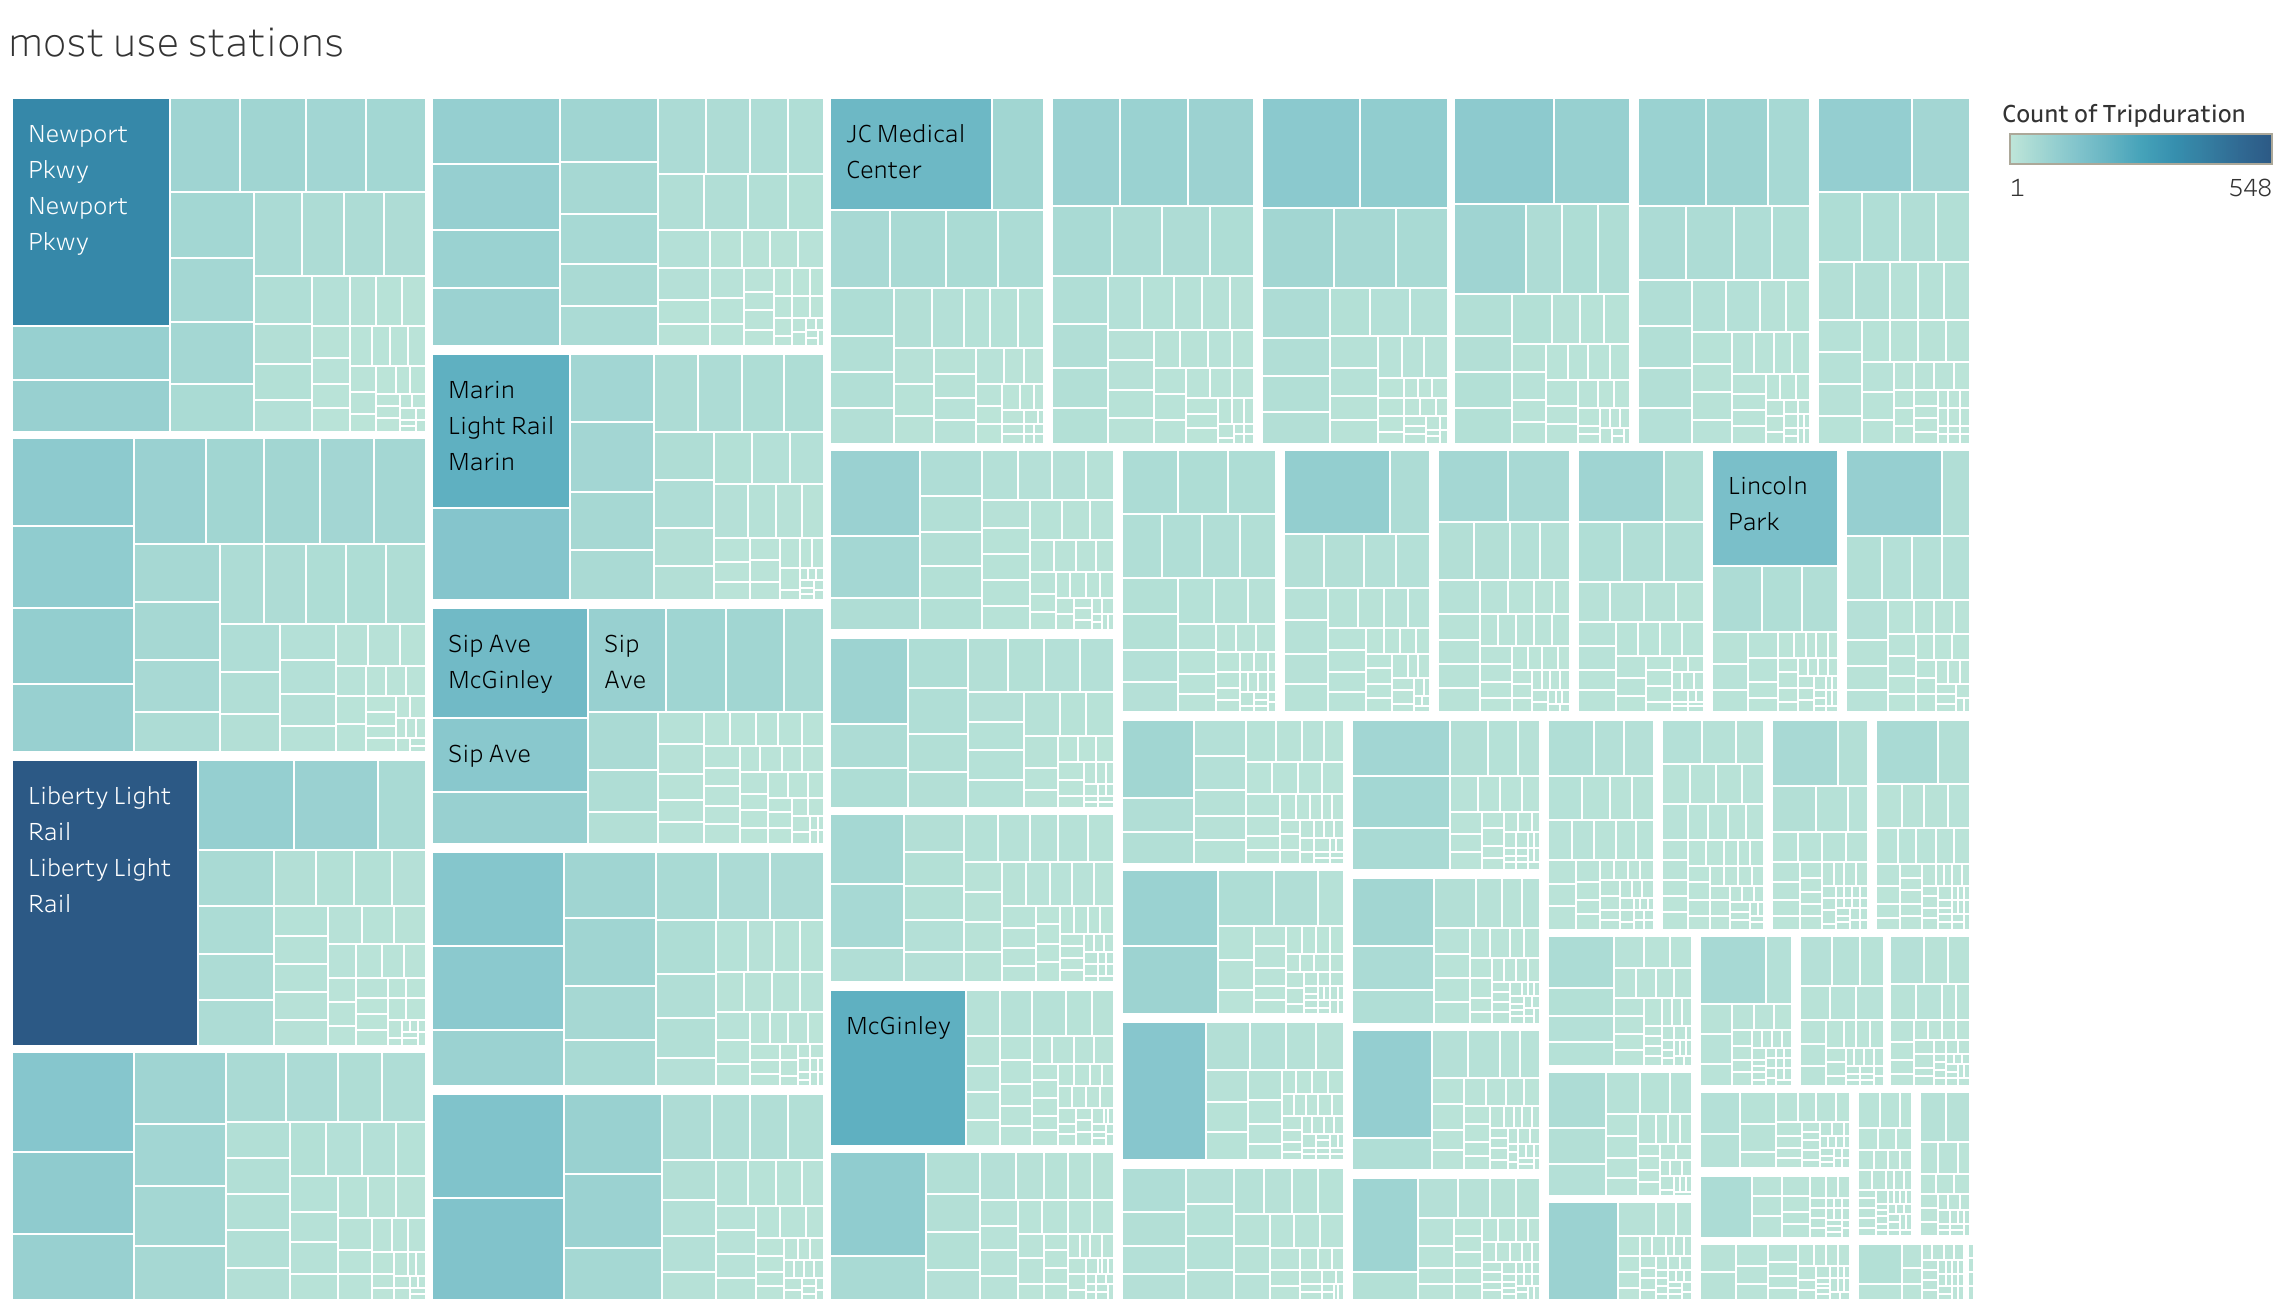 most use stations
Newport
Pkwy
Newport
Pkwy
JC Medical
Center
Count of Tripduration
1
548
Marin
Light Rail
Marin
Lincoln
Park
Sip Ave
McGinley
Sip
Ave
Sip Ave
Liberty Light
Rail
Liberty Light
Rail
McGinley